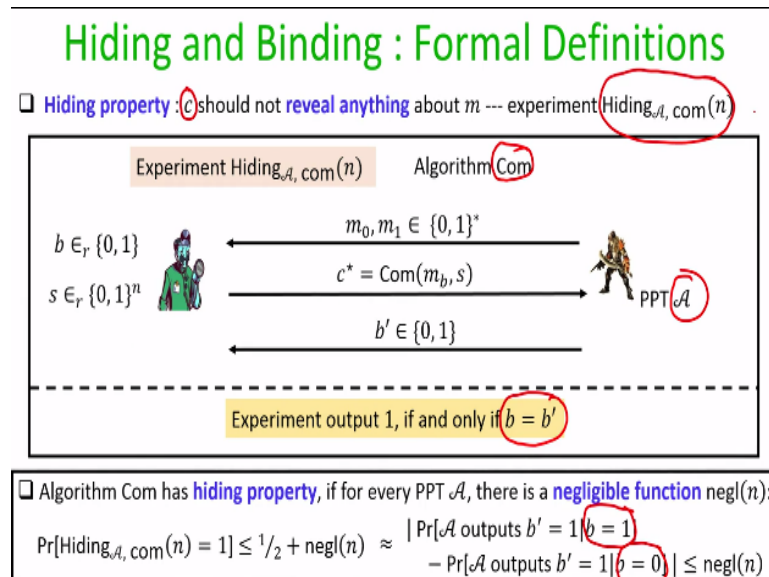 Hiding and Binding : Formal Definitions
❑ Hiding property : c should not reveal anything about m --- experiment Hiding𝒜, com(n) .
Experiment Hiding𝒜, com(n) Algorithm Com
m₀, m₁ ∈ {0, 1}*
b ∈ᵣ {0, 1}
c* = Com(m_b, s)
s ∈ᵣ {0, 1}ⁿ
PPT 𝒜
b′ ∈ {0, 1}
Experiment output 1, if and only if b = b′
❑ Algorithm Com has hiding property, if for every PPT 𝒜, there is a negligible function negl(n):
Pr[Hiding𝒜, com(n) = 1] ≤ 1/2 + negl(n) ≈ | Pr[𝒜 outputs b′ = 1|b = 1]
− Pr[𝒜 outputs b′ = 1|b = 0] | ≤ negl(n)